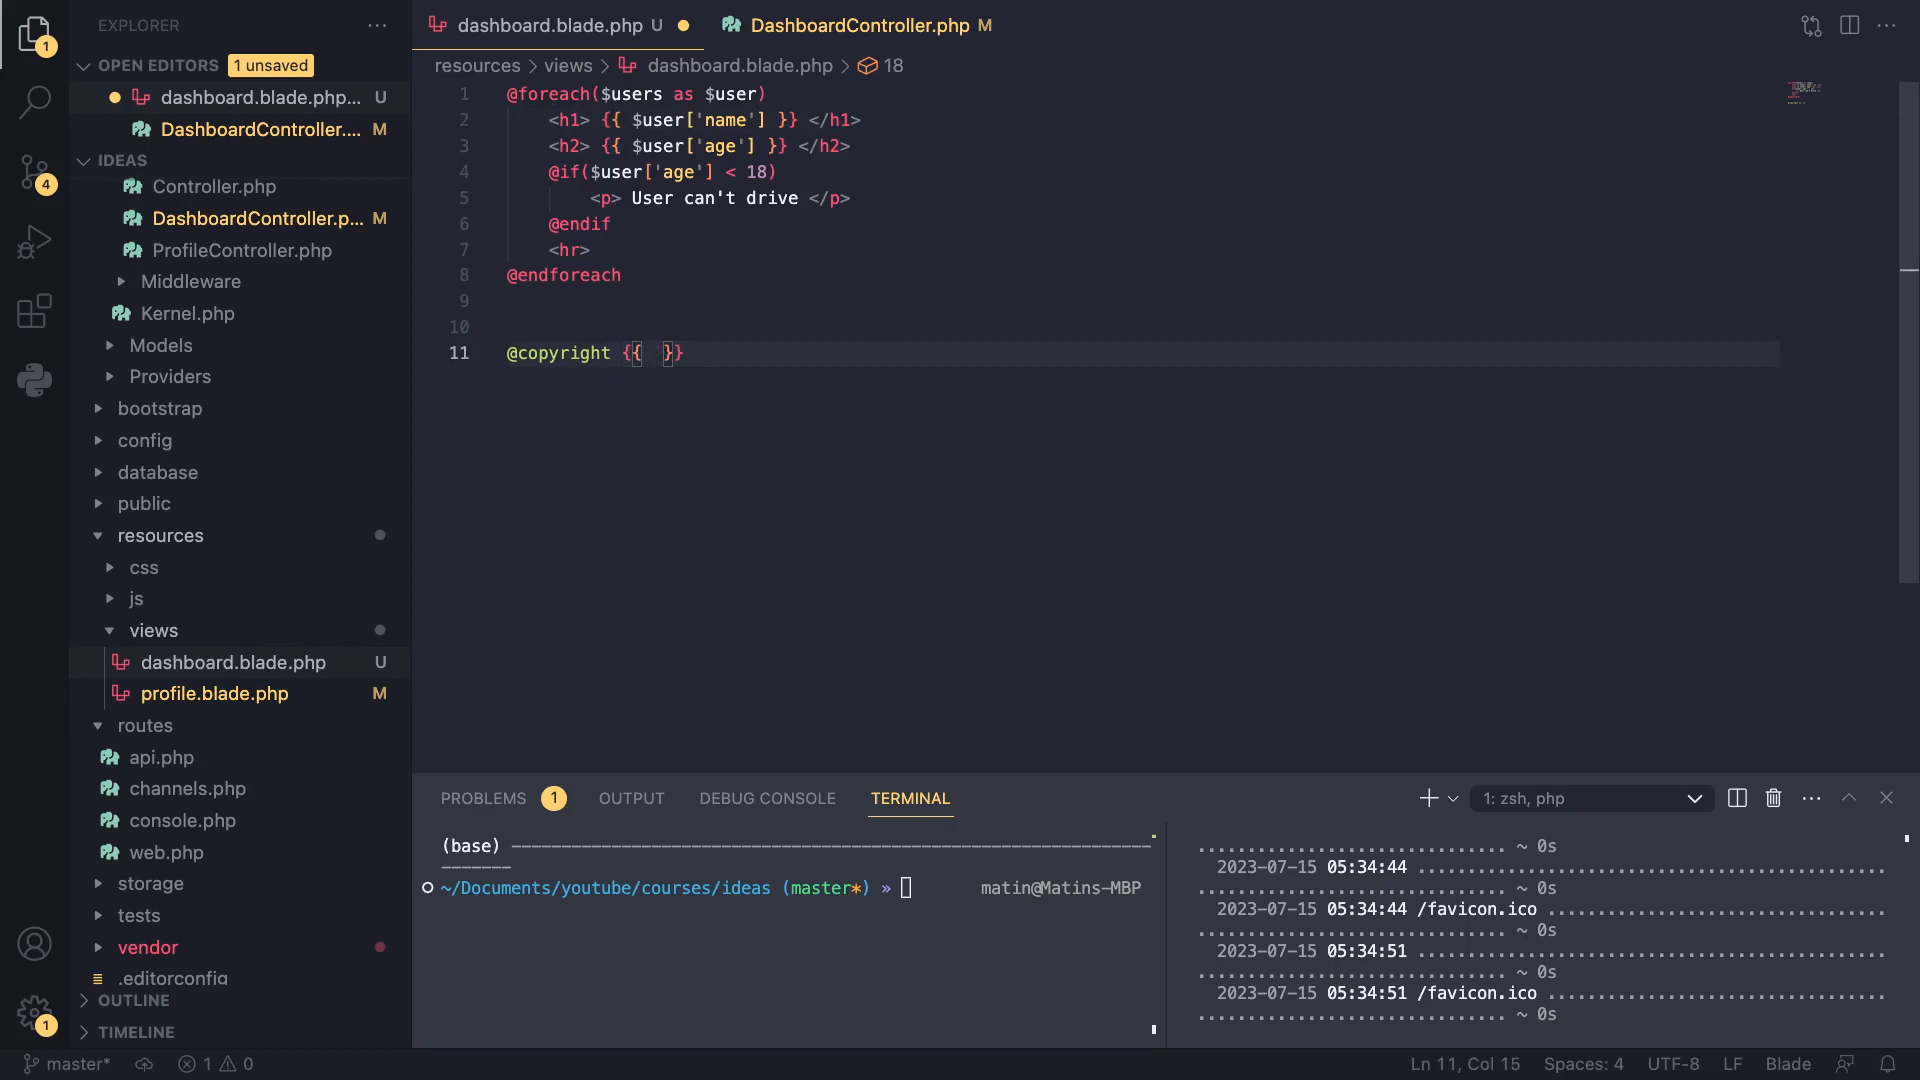 EXPLORER
OPEN EDITORS 1 unsaved
dashboard.blade.php... U
DashboardController.... M
IDEAS
Controller.php
DashboardController.p... M
ProfileController.php
Middleware
Kernel.php
Models
Providers
bootstrap
config
database
public
resources
css
js
views
dashboard.blade.php U
profile.blade.php M
routes
api.php
channels.php
console.php
web.php
storage
tests
vendor
.editorconfig
OUTLINE
TIMELINE
1
4
1
dashboard.blade.php U
DashboardController.php M
resources > views > dashboard.blade.php > 18
1 @foreach($users as $user)
2 <h1> {{ $user['name'] }} </h1>
3 <h2> {{ $user['age'] }} </h2>
4 @if($user['age'] < 18)
5 <p> User can't drive </p>
6 @endif
7 <hr>
8 @endforeach
9
10
11 @copyright {{  }}
PROBLEMS 1 OUTPUT DEBUG CONSOLE TERMINAL
1: zsh, php
(base) ----------------------------------------------------------------
-------
~/Documents/youtube/courses/ideas (master*) » matin@Matins-MBP
.............................. ~ 0s
2023-07-15 05:34:44 .............................................
.............................. ~ 0s
2023-07-15 05:34:44 /favicon.ico ................................
.............................. ~ 0s
2023-07-15 05:34:51 .............................................
.............................. ~ 0s
2023-07-15 05:34:51 /favicon.ico ................................
.............................. ~ 0s
master* 1 0 Ln 11, Col 15 Spaces: 4 UTF-8 LF Blade